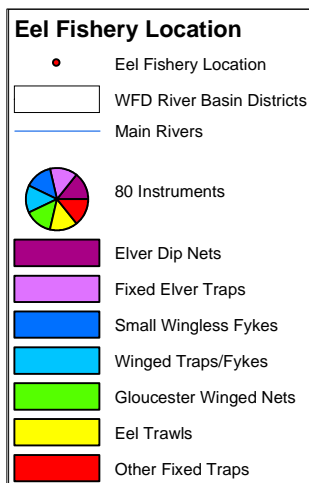 Eel Fishery Location
Eel Fishery Location
WFD River Basin Districts
Main Rivers
80 Instruments
Elver Dip Nets
Fixed Elver Traps
Small Wingless Fykes
Winged Traps/Fykes
Gloucester Winged Nets
Eel Trawls
Other Fixed Traps